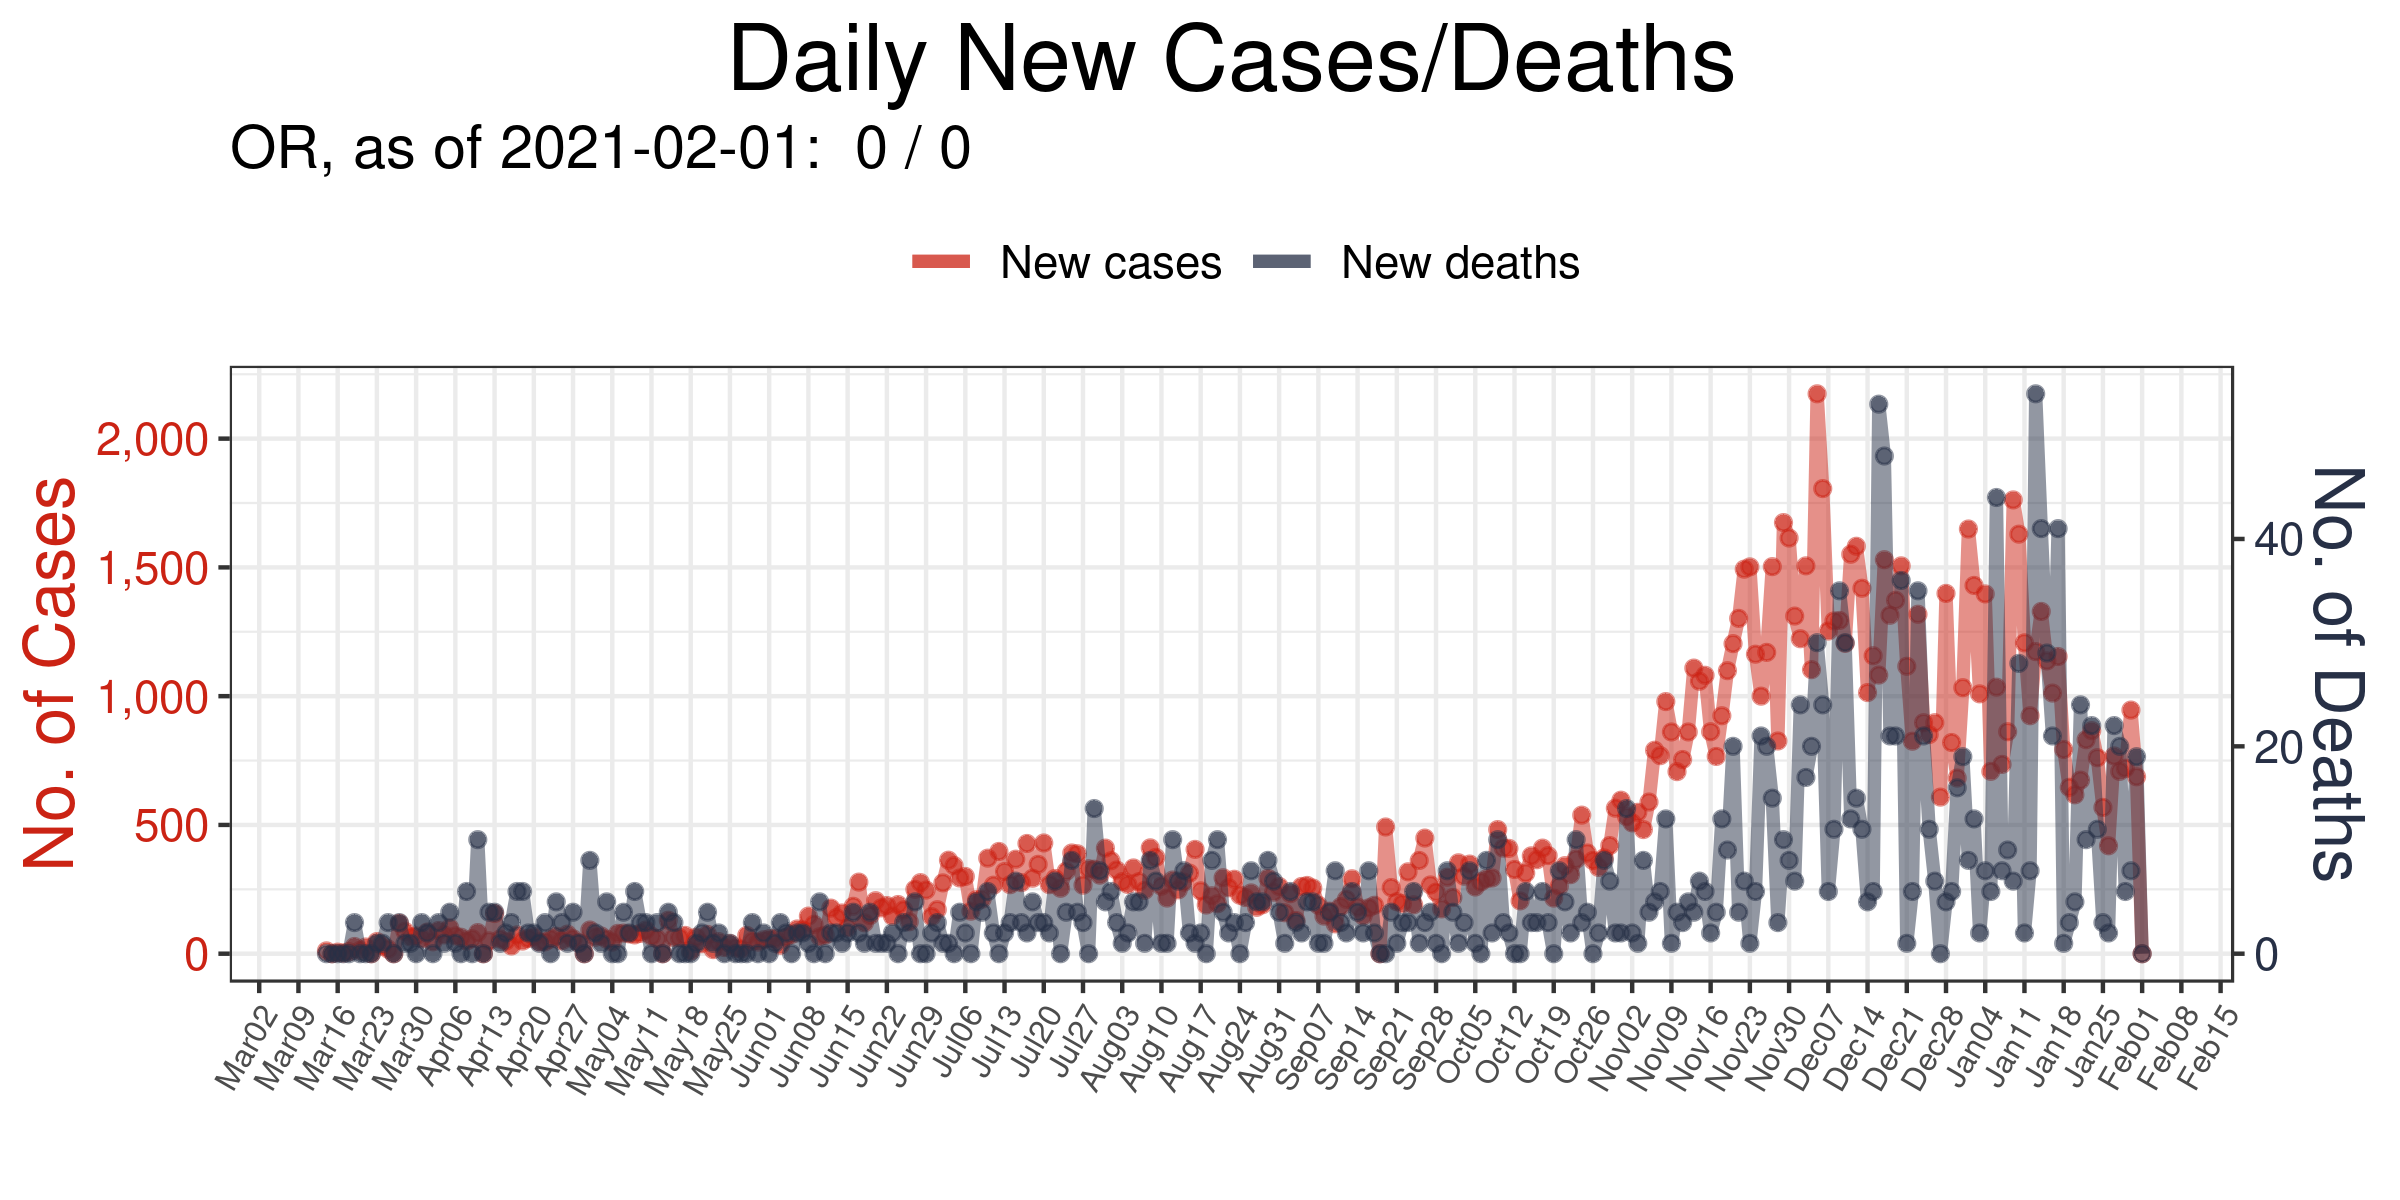 Daily New Cases/Deaths
OR, as of 2021-02-01:  0 / 0
New cases
New deaths
No. of Cases
2,000
1,500
1,000
500
0
No. of Deaths
40
20
0
Mar02
Mar09
Mar16
Mar23
Mar30
Apr06
Apr13
Apr20
Apr27
May04
May11
May18
May25
Jun01
Jun08
Jun15
Jun22
Jun29
Jul06
Jul13
Jul20
Jul27
Aug03
Aug10
Aug17
Aug24
Aug31
Sep07
Sep14
Sep21
Sep28
Oct05
Oct12
Oct19
Oct26
Nov02
Nov09
Nov16
Nov23
Nov30
Dec07
Dec14
Dec21
Dec28
Jan04
Jan11
Jan18
Jan25
Feb01
Feb08
Feb15